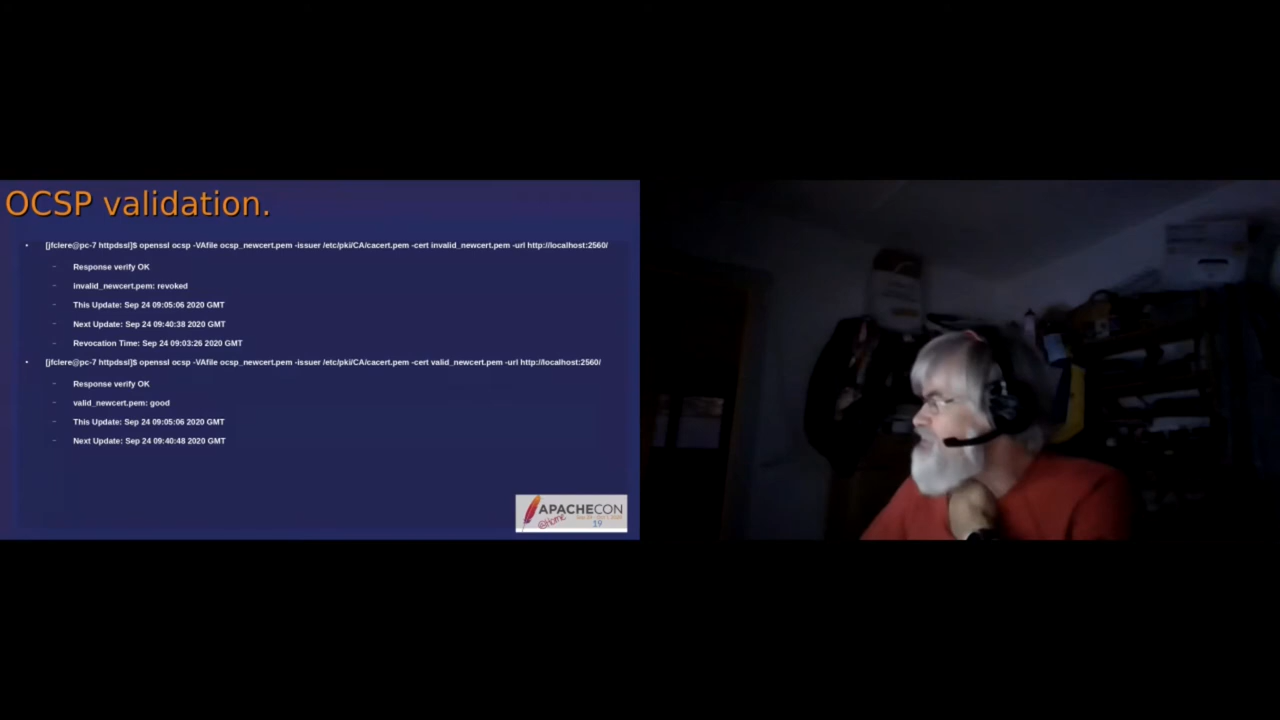 OCSP validation.
[jfclere@pc-7 httpdssl]$ openssl ocsp -VAfile ocsp_newcert.pem -issuer /etc/pki/CA/cacert.pem -cert invalid_newcert.pem -url http://localhost:2560/
Response verify OK
invalid_newcert.pem: revoked
This Update: Sep 24 09:05:06 2020 GMT
Next Update: Sep 24 09:40:38 2020 GMT
Revocation Time: Sep 24 09:03:26 2020 GMT
[jfclere@pc-7 httpdssl]$ openssl ocsp -VAfile ocsp_newcert.pem -issuer /etc/pki/CA/cacert.pem -cert valid_newcert.pem -url http://localhost:2560/
Response verify OK
valid_newcert.pem: good
This Update: Sep 24 09:05:06 2020 GMT
Next Update: Sep 24 09:40:48 2020 GMT
APACHECON
@Home
19